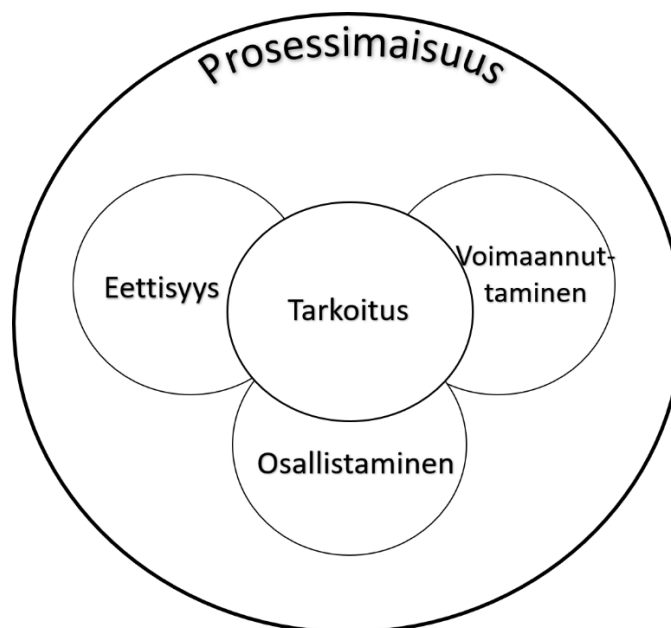 Prosessimaisuus
Eettisyys
Tarkoitus
Voimaannut-
taminen
Osallistaminen